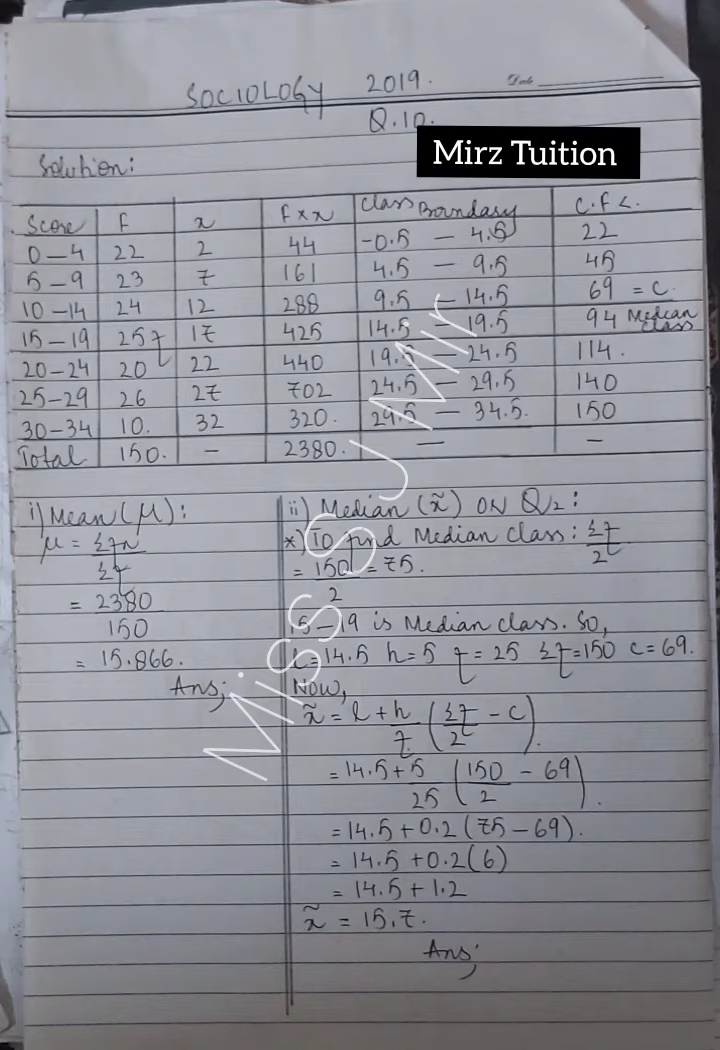 SOCIOLOGY 2019. Date
Q.10.
Mirz Tuition
Solution:
Score F x F×x Class Boundary C.F<.
0–4 22 2 44 -0.5 – 4.5 22
5–9 23 7 161 4.5 – 9.5 45
10–14 24 12 288 9.5 – 14.5 69 = C.
15–19 25f 17 425 14.5 – 19.5 94 Median class
20–24 20 22 440 19.5 – 24.5 114.
25–29 26 27 702 24.5 – 29.5 140
30–34 10. 32 320. 29.5 – 34.5. 150
Total 150. – 2380. – –
i) Mean (μ):
μ = Σfx / Σf
= 2380 / 150
= 15.866.
Ans;
ii) Median (x̃) OR Q₂:
*) To find Median Class: Σf / 2
= 150 / 2 = 75.
15–19 is Median class. So,
l = 14.5 h = 5 f = 25 Σf = 150 C = 69.
Now,
x̃ = l + h / f (Σf / 2 – C).
= 14.5 + 5 / 25 (150 / 2 – 69).
= 14.5 + 0.2 (75 – 69).
= 14.5 + 0.2 (6)
= 14.5 + 1.2
x̃ = 15.7.
Ans;
Miss SJ Mir